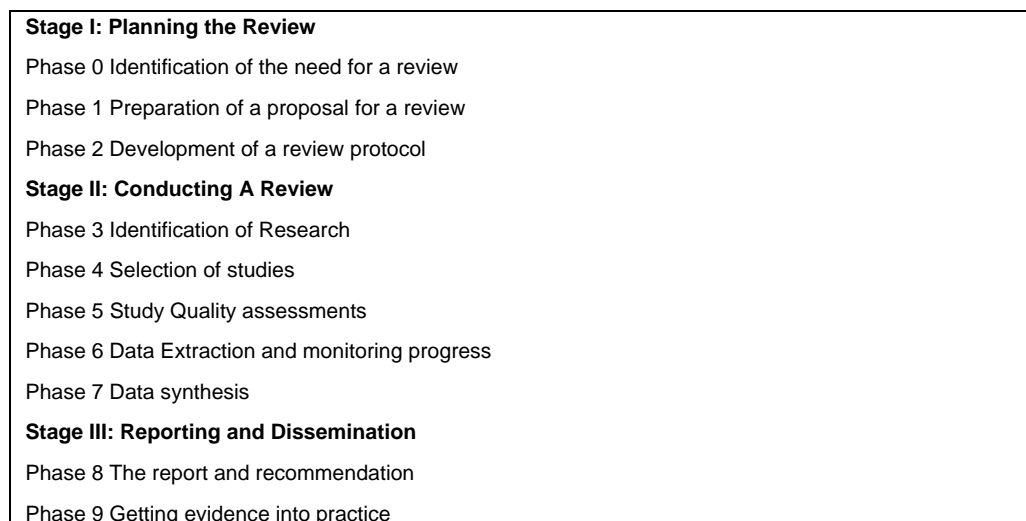 Stage I: Planning the Review
Phase 0 Identification of the need for a review
Phase 1 Preparation of a proposal for a review
Phase 2 Development of a review protocol
Stage II: Conducting A Review
Phase 3 Identification of Research
Phase 4 Selection of studies
Phase 5 Study Quality assessments
Phase 6 Data Extraction and monitoring progress
Phase 7 Data synthesis
Stage III: Reporting and Dissemination
Phase 8 The report and recommendation
Phase 9 Getting evidence into practice